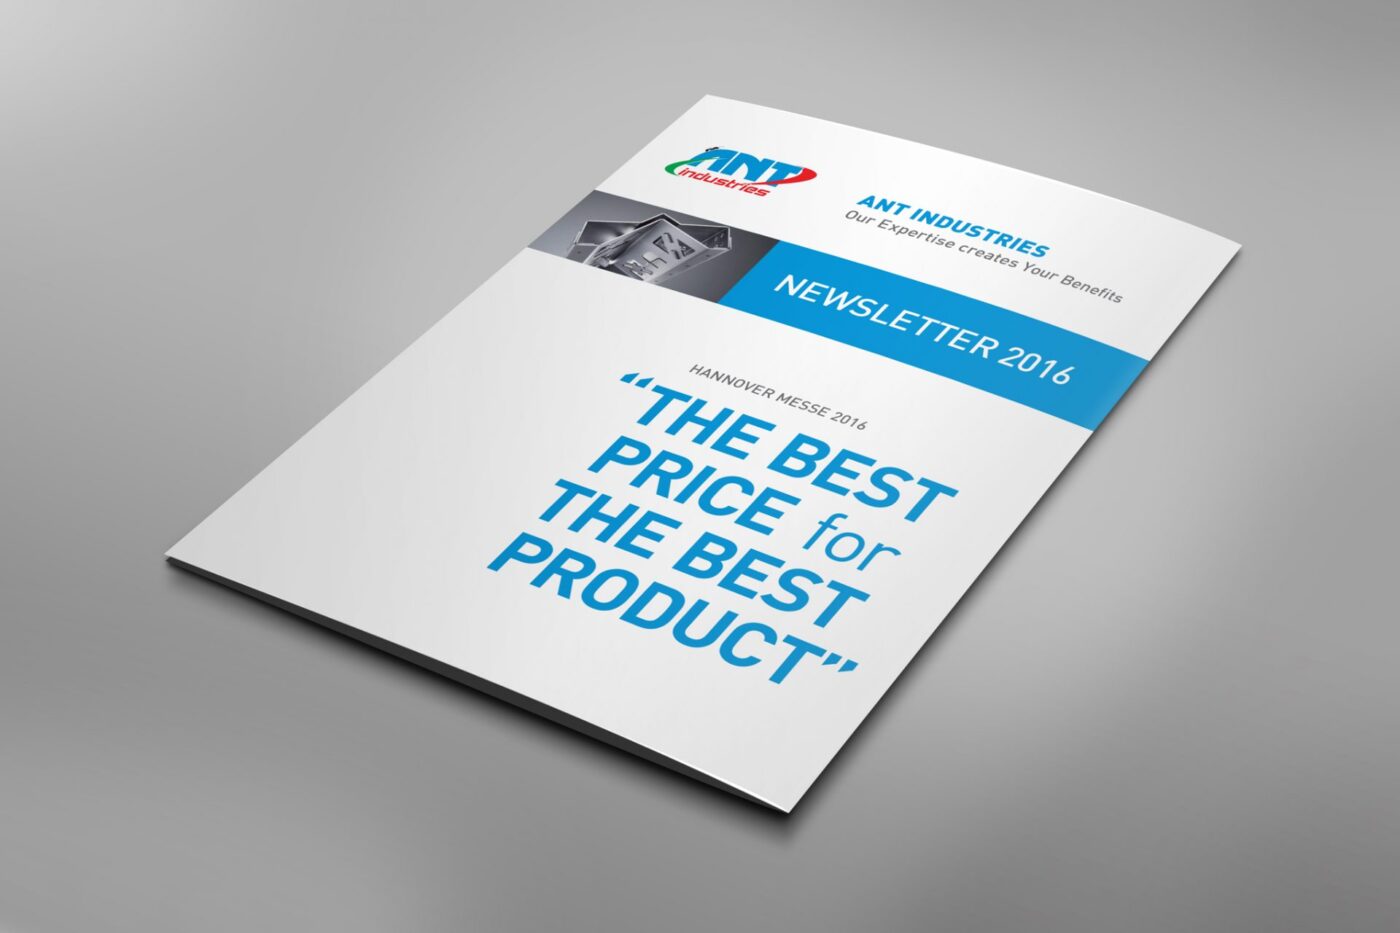 ANT
industries
ANT INDUSTRIES
Our Expertise creates Your Benefits
NEWSLETTER 2016
HANNOVER MESSE 2016
“THE BEST
PRICE for
THE BEST
PRODUCT”